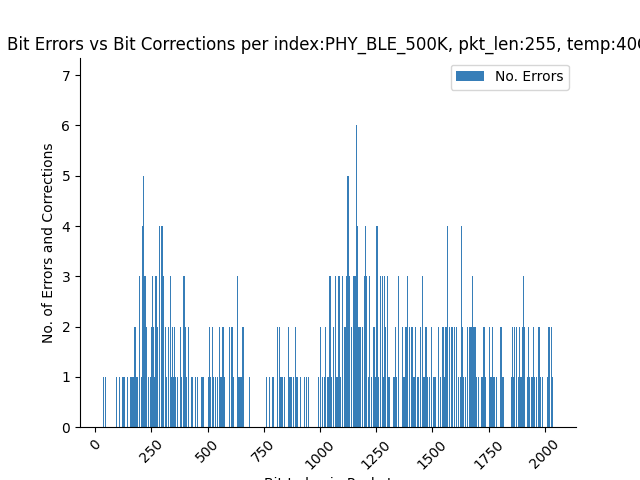 Bit Errors vs Bit Corrections per index:PHY_BLE_500K, pkt_len:255, temp:40
No. Errors
No. of Errors and Corrections
7
6
5
4
3
2
1
0
0 250 500 750 1000 1250 1500 1750 2000